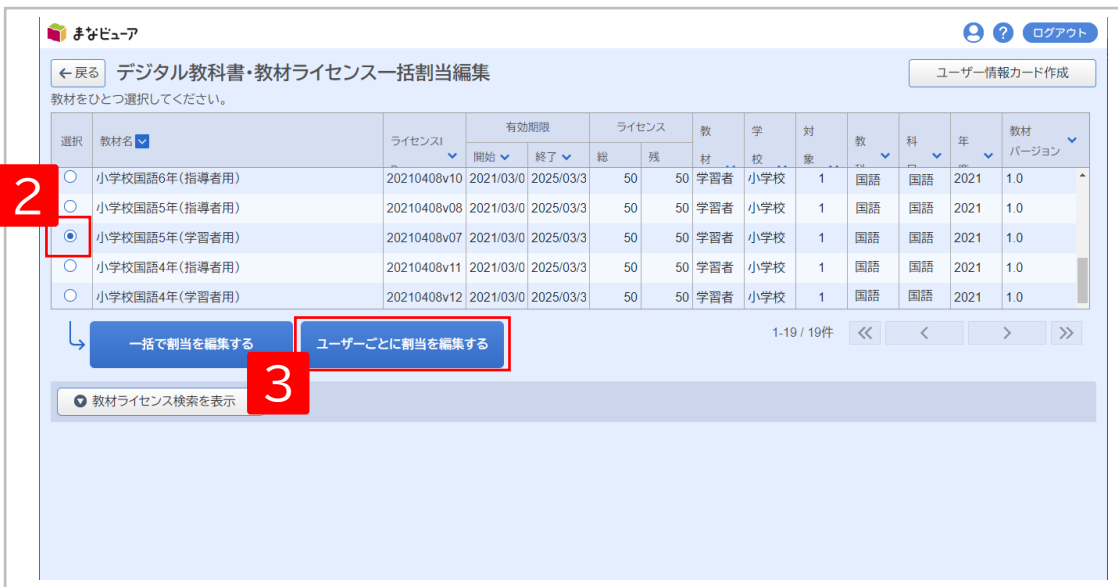 まなビューア
? ログアウト
←戻る デジタル教科書・教材ライセンス一括割当編集 ユーザー情報カード作成
教材をひとつ選択してください。
選択 教材名 ライセンスI 有効期限 ライセンス 教 学 対 教 科 年 教材
開始 終了 総 残 材 校 象 バージョン
小学校国語6年(指導者用) 20210408v10 2021/03/0 2025/03/3 50 50 学習者 小学校 1 国語 国語 2021 1.0
2
小学校国語5年(指導者用) 20210408v08 2021/03/0 2025/03/3 50 50 学習者 小学校 1 国語 国語 2021 1.0
小学校国語5年(学習者用) 20210408v07 2021/03/0 2025/03/3 50 50 学習者 小学校 1 国語 国語 2021 1.0
小学校国語4年(指導者用) 20210408v11 2021/03/0 2025/03/3 50 50 学習者 小学校 1 国語 国語 2021 1.0
小学校国語4年(学習者用) 20210408v12 2021/03/0 2025/03/3 50 50 学習者 小学校 1 国語 国語 2021 1.0
一括で割当を編集する ユーザーごとに割当を編集する 1-19 / 19件
3
教材ライセンス検索を表示